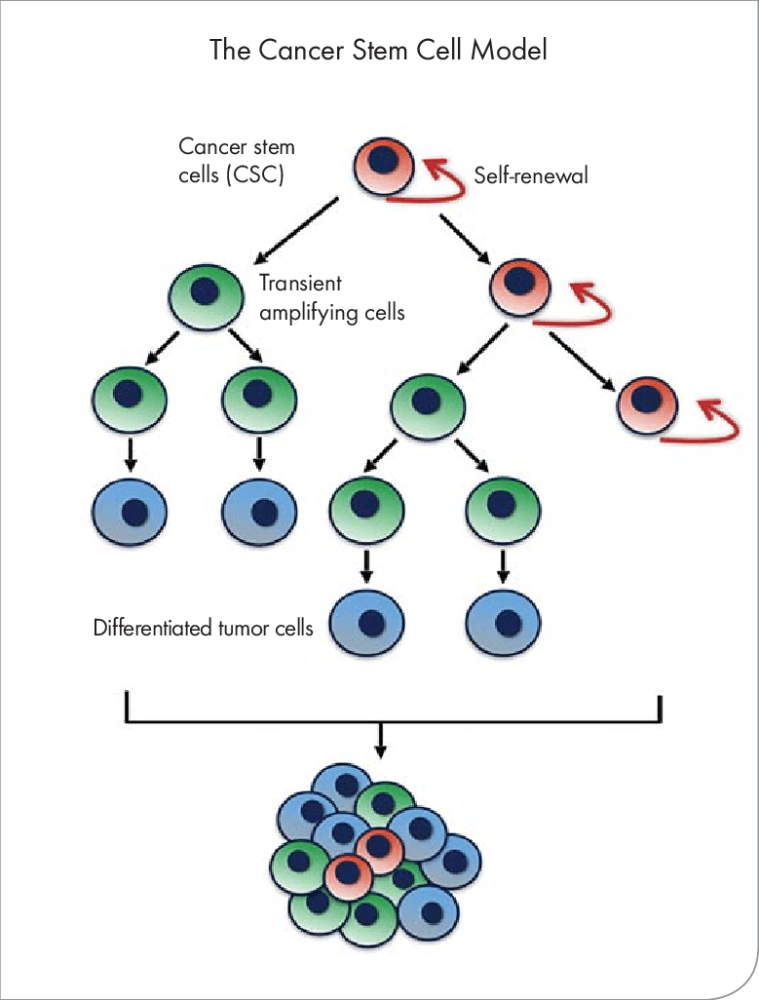 The Cancer Stem Cell Model
Cancer stem
cells (CSC)
Self-renewal
Transient
amplifying cells
Differentiated tumor cells